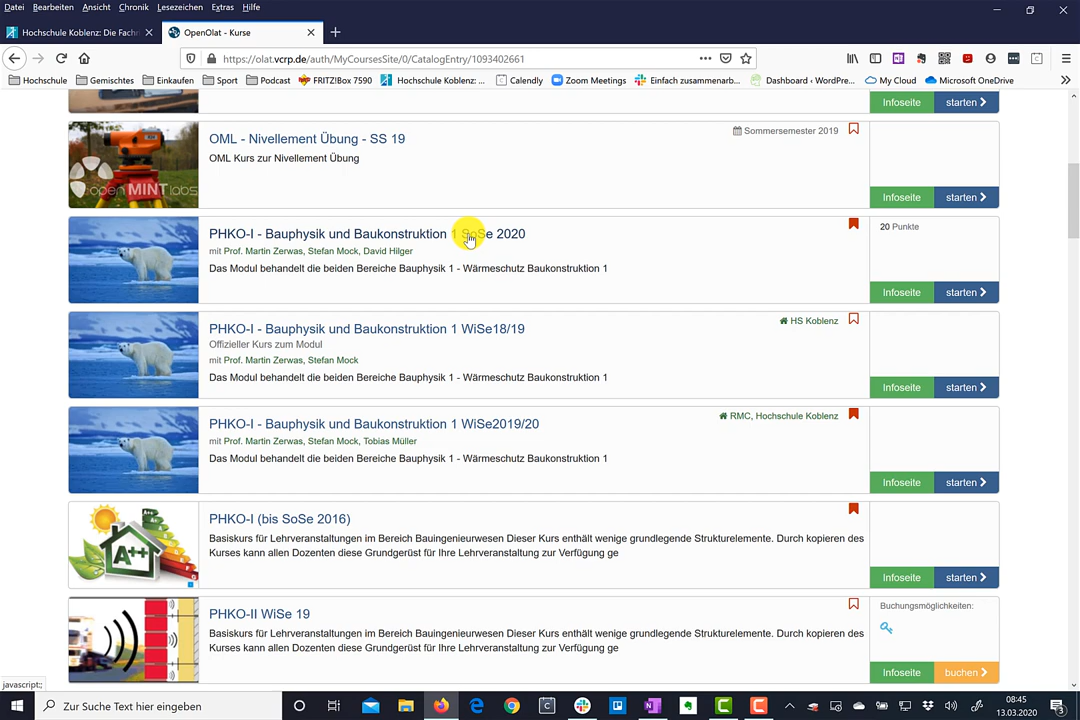 Datei Bearbeiten Ansicht Chronik Lesezeichen Extras Hilfe
Hochschule Koblenz: Die Fachh
OpenOlat - Kurse
https://olat.vcrp.de/auth/MyCoursesSite/0/CatalogEntry/1093402661
Hochschule Gemischtes Einkaufen Sport Podcast FRITZ!Box 7590 Hochschule Koblenz: ... Calendly Zoom Meetings Einfach zusammenarb... Dashboard ‹ WordPre... My Cloud Microsoft OneDrive
Infoseite starten
OML - Nivellement Übung - SS 19
Sommersemester 2019
OML Kurs zur Nivellement Übung
open MINT labs
Infoseite starten
PHKO-I - Bauphysik und Baukonstruktion 1 SoSe 2020
20 Punkte
mit Prof. Martin Zerwas, Stefan Mock, David Hilger
Das Modul behandelt die beiden Bereiche Bauphysik 1 - Wärmeschutz Baukonstruktion 1
Infoseite starten
PHKO-I - Bauphysik und Baukonstruktion 1 WiSe18/19
HS Koblenz
Offizieller Kurs zum Modul
mit Prof. Martin Zerwas, Stefan Mock
Das Modul behandelt die beiden Bereiche Bauphysik 1 - Wärmeschutz Baukonstruktion 1
Infoseite starten
PHKO-I - Bauphysik und Baukonstruktion 1 WiSe2019/20
RMC, Hochschule Koblenz
mit Prof. Martin Zerwas, Stefan Mock, Tobias Müller
Das Modul behandelt die beiden Bereiche Bauphysik 1 - Wärmeschutz Baukonstruktion 1
Infoseite starten
PHKO-I (bis SoSe 2016)
A++
Basiskurs für Lehrveranstaltungen im Bereich Bauingenieurwesen Dieser Kurs enthält wenige grundlegende Strukturelemente. Durch kopieren des
Kurses kann allen Dozenten diese Grundgerüst für Ihre Lehrveranstaltung zur Verfügung ge
Infoseite starten
PHKO-II WiSe 19
Buchungsmöglichkeiten:
Basiskurs für Lehrveranstaltungen im Bereich Bauingenieurwesen Dieser Kurs enthält wenige grundlegende Strukturelemente. Durch kopieren des
Kurses kann allen Dozenten diese Grundgerüst für Ihre Lehrveranstaltung zur Verfügung ge
Infoseite buchen
javascript:;
Zur Suche Text hier eingeben
08:45
13.03.2020